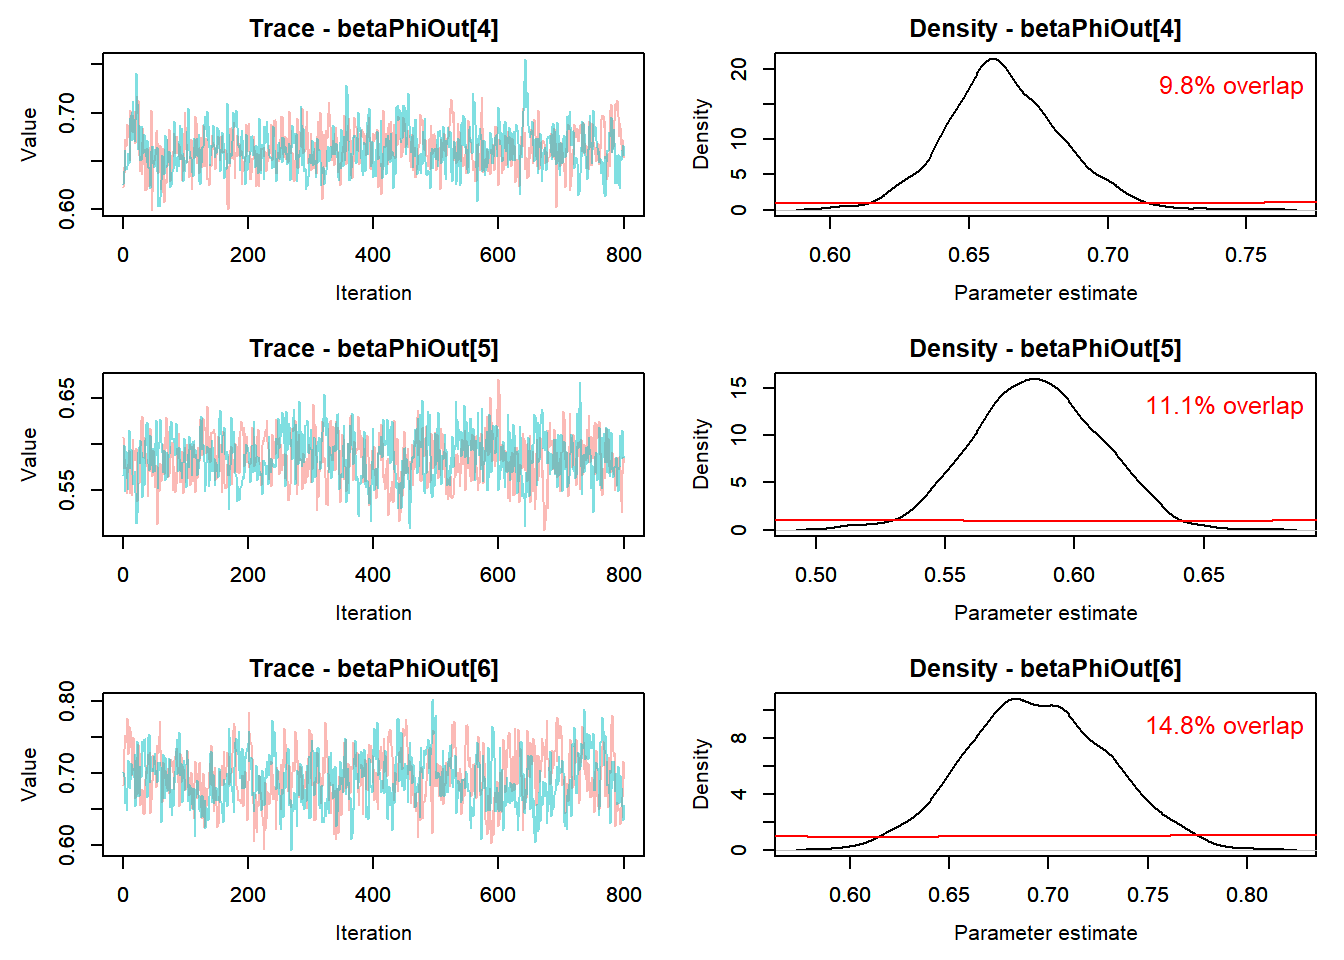 Trace - betaPhiOut[4]
Value
0.60
0.70
0
200
400
600
800
Iteration
Density - betaPhiOut[4]
9.8% overlap
Density
0
5
10
20
0.60
0.65
0.70
0.75
Parameter estimate
Trace - betaPhiOut[5]
Value
0.55
0.65
0
200
400
600
800
Iteration
Density - betaPhiOut[5]
11.1% overlap
Density
0
5
10
15
0.50
0.55
0.60
0.65
Parameter estimate
Trace - betaPhiOut[6]
Value
0.60
0.70
0.80
0
200
400
600
800
Iteration
Density - betaPhiOut[6]
14.8% overlap
Density
0
4
8
0.60
0.65
0.70
0.75
0.80
Parameter estimate